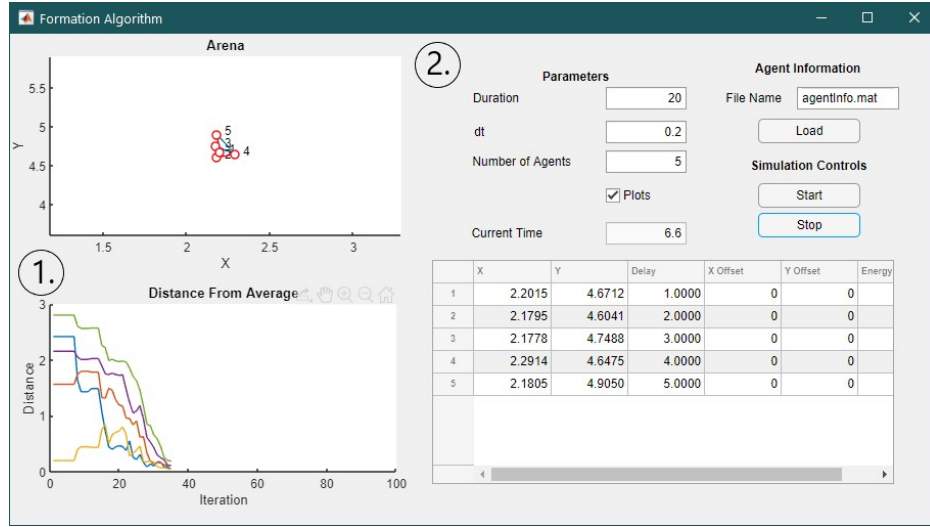 Formation Algorithm
Arena
5.5
5
4.5
4
Y
1.5
2
2.5
3
X
5
3
1
2
4
1.
Distance From Average
3
2
1
0
Distance
0
20
40
60
80
100
Iteration
2.
Parameters
Duration 20
dt 0.2
Number of Agents 5
Plots
Current Time 6.6
Agent Information
File Name agentInfo.mat
Load
Simulation Controls
Start
Stop
X Y Delay X Offset Y Offset Energy
1 2.2015 4.6712 1.0000 0 0
2 2.1795 4.6041 2.0000 0 0
3 2.1778 4.7488 3.0000 0 0
4 2.2914 4.6475 4.0000 0 0
5 2.1805 4.9050 5.0000 0 0